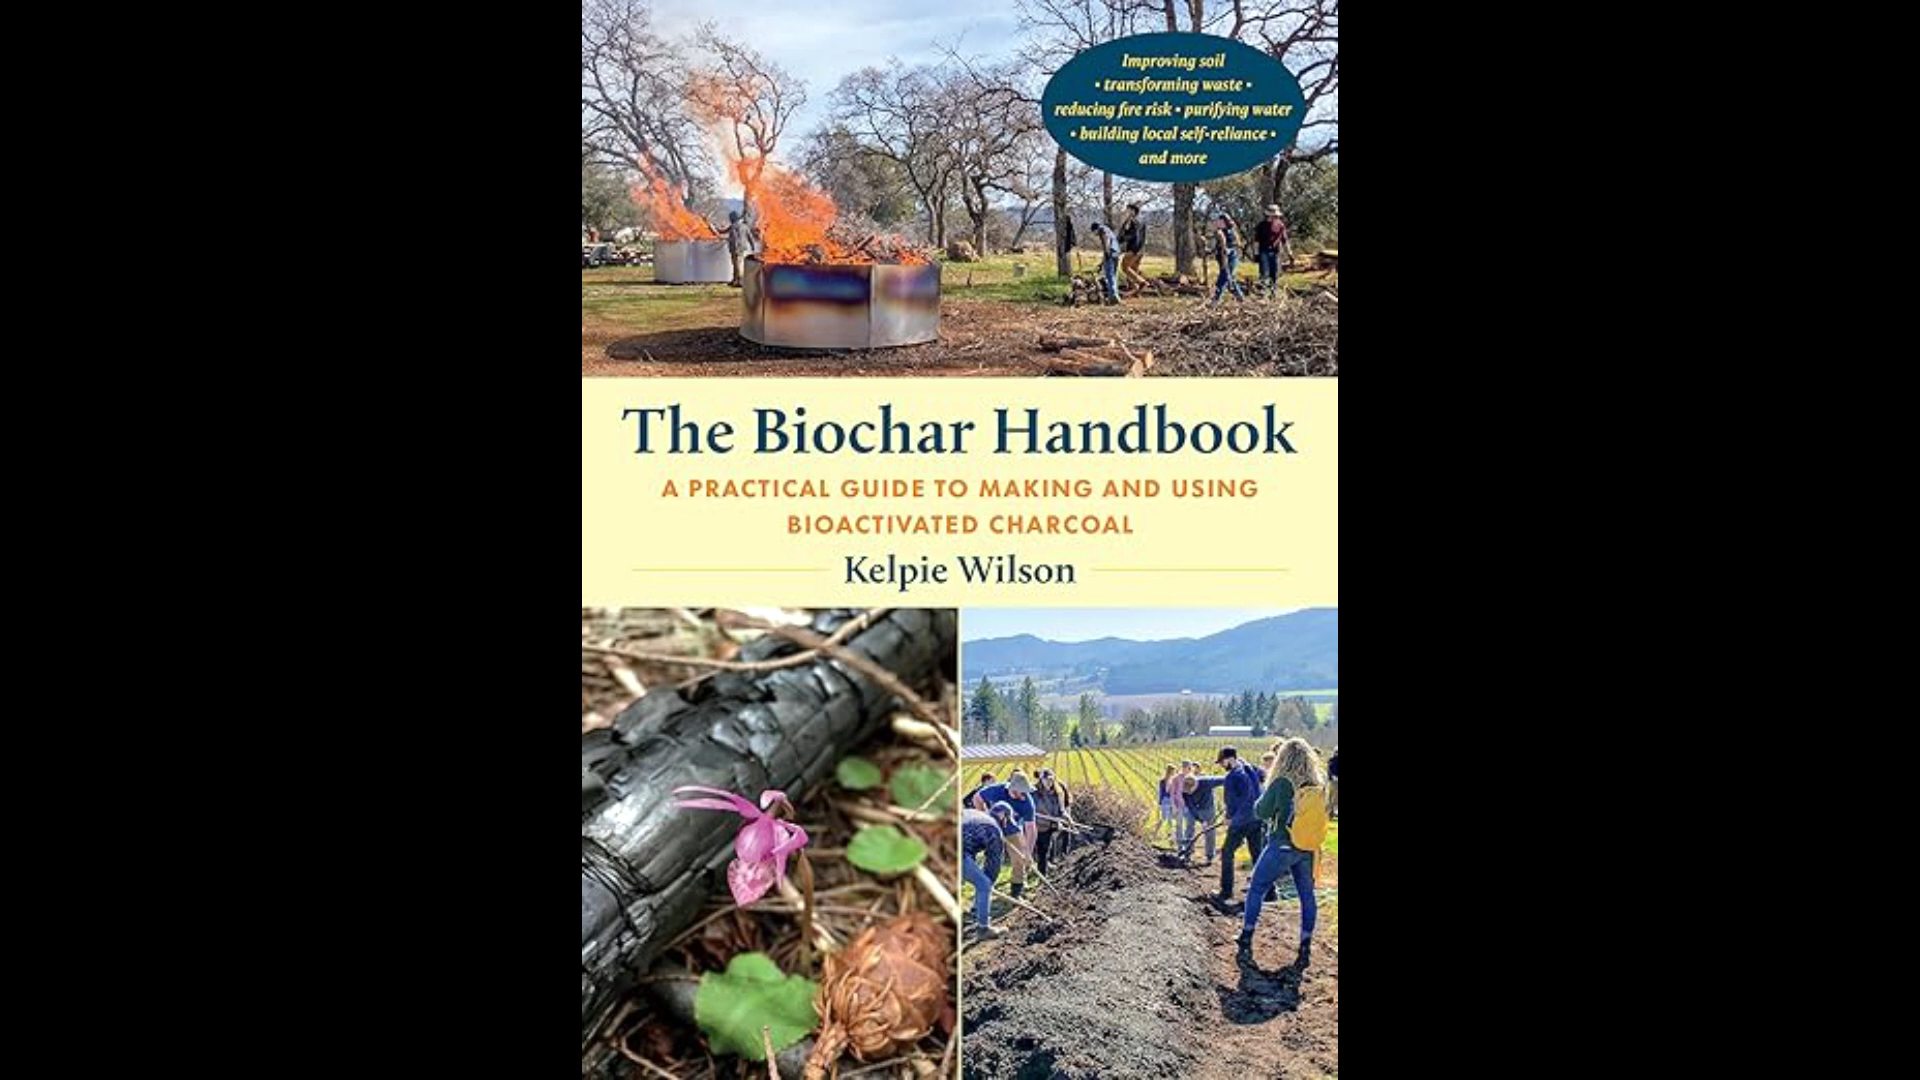 Improving soil
• transforming waste •
reducing fire risk • purifying water
• building local self-reliance •
and more
The Biochar Handbook
A PRACTICAL GUIDE TO MAKING AND USING
BIOACTIVATED CHARCOAL
Kelpie Wilson